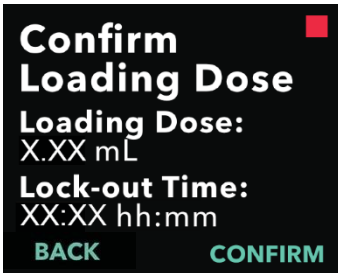 Confirm
Loading Dose
Loading Dose:
X.XX mL
Lock-out Time:
XX:XX hh:mm
BACK CONFIRM